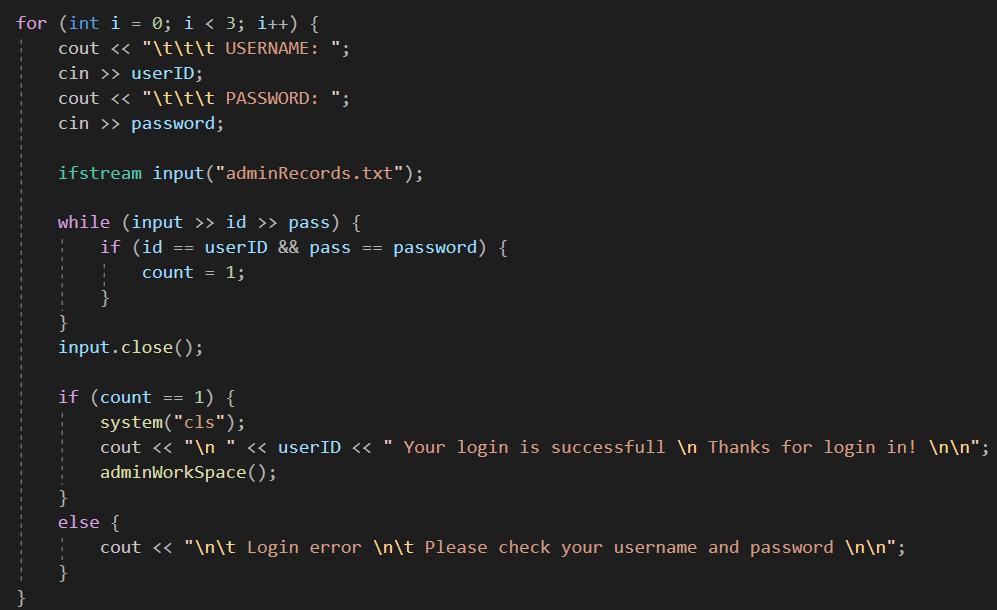 for (int i = 0; i < 3; i++) {
    cout << "\t\t\t USERNAME: ";
    cin >> userID;
    cout << "\t\t\t PASSWORD: ";
    cin >> password;

    ifstream input("adminRecords.txt");

    while (input >> id >> pass) {
        if (id == userID && pass == password) {
            count = 1;
        }
    }
    input.close();

    if (count == 1) {
        system("cls");
        cout << "\n " << userID << " Your login is successfull \n Thanks for login in! \n\n";
        adminWorkSpace();
    }
    else {
        cout << "\n\t Login error \n\t Please check your username and password \n\n";
    }
}